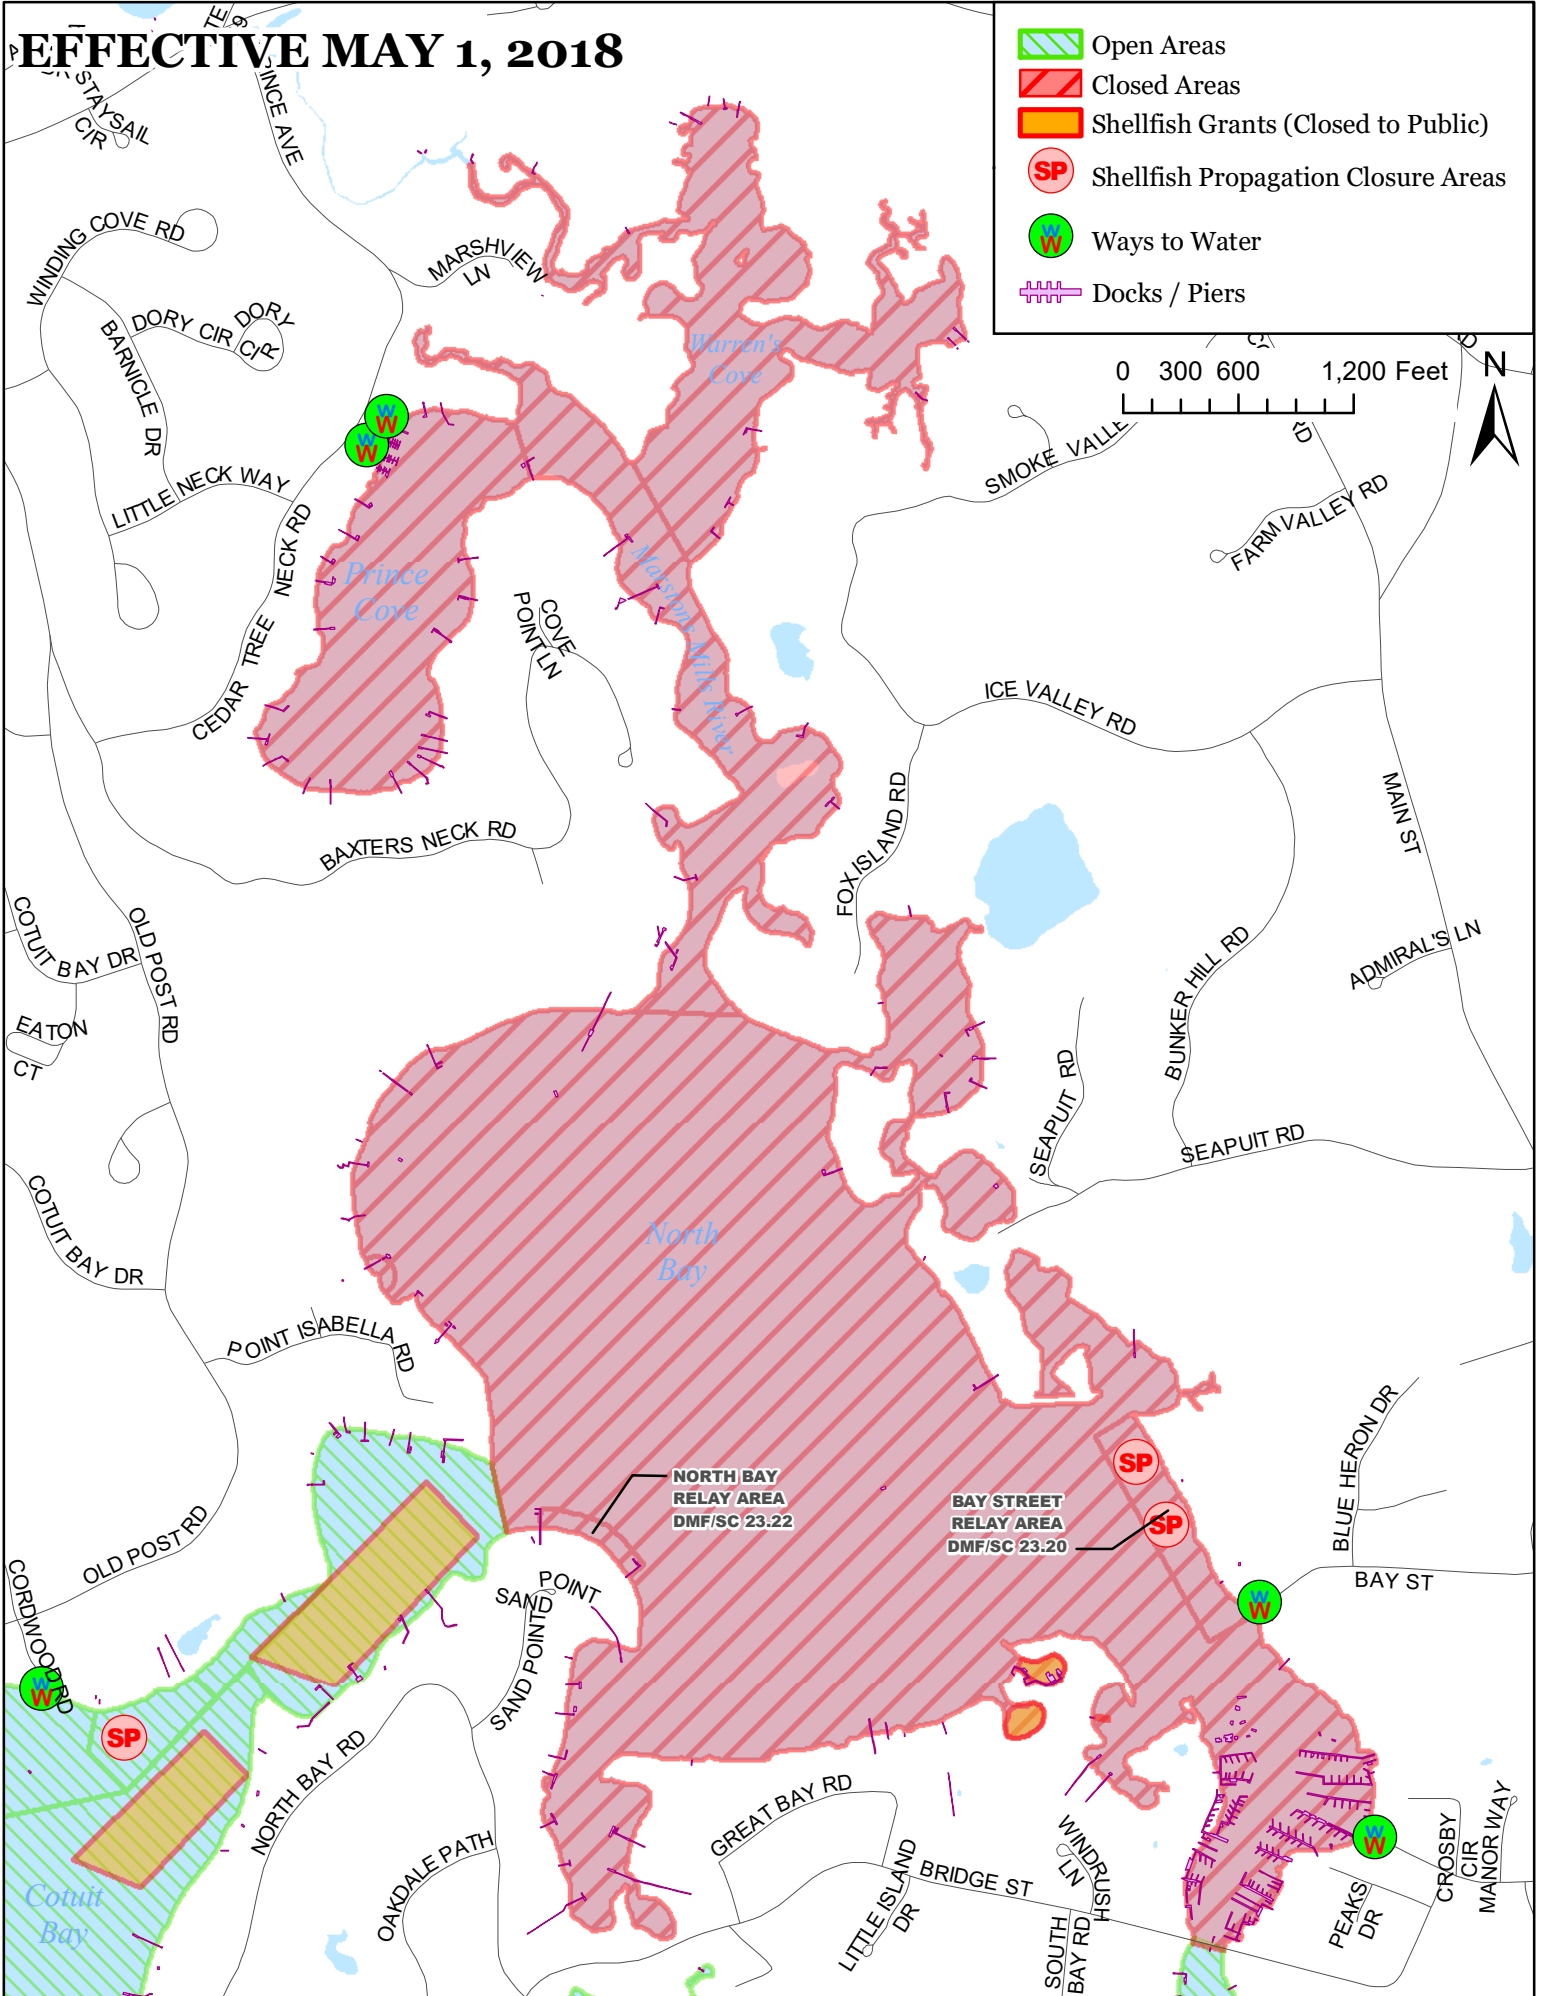 EFFECTIVE MAY 1, 2018
Open Areas
Closed Areas
Shellfish Grants (Closed to Public)
SP
Shellfish Propagation Closure Areas
W
W
Ways to Water
Docks / Piers
0 300 600 1,200 Feet
N
STAYSAIL
CIR
PRINCE AVE
WINDING COVE RD
MARSHVIEW
LN
DORY CIR
DORY
CIR
BARNICLE DR
Warren's
Cove
W
W
W
W
LITTLE NECK WAY
CEDAR TREE NECK RD
SMOKE VALLE
RD
FARM VALLEY RD
Prince
Cove
Marstons Mills River
COVE
POINT LN
ICE VALLEY RD
FOX ISLAND RD
MAIN ST
BAXTERS NECK RD
COTUIT BAY DR
OLD POST RD
BUNKER HILL RD
ADMIRAL'S LN
EATON
CT
SEAPUIT RD
SEAPUIT RD
COTUIT BAY DR
North
Bay
POINT ISABELLA RD
NORTH BAY
RELAY AREA
DMF/SC 23.22
BAY STREET
RELAY AREA
DMF/SC 23.20
SP
SP
BLUE HERON DR
OLD POST RD
CORDWOOD RD
SAND POINT
SAND POINT
BAY ST
W
W
W
W
SP
NORTH BAY RD
OAKDALE PATH
GREAT BAY RD
LITTLE ISLAND
DR
BRIDGE ST
WINDRUSH
LN
SOUTH
BAY RD
W
W
PEAKS
DR
CROSBY
CIR
MANOR WAY
Cotuit
Bay